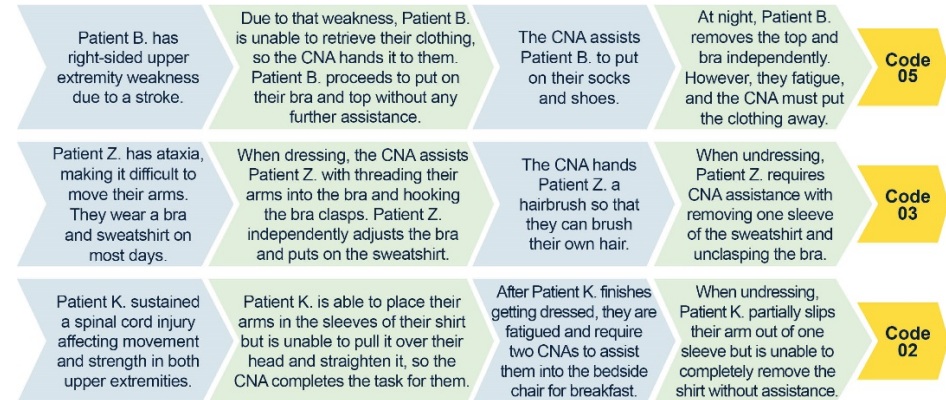 Patient B. has
right-sided upper
extremity weakness
due to a stroke.
Due to that weakness, Patient B.
is unable to retrieve their clothing,
so the CNA hands it to them.
Patient B. proceeds to put on
their bra and top without any
further assistance.
The CNA assists
Patient B. to put
on their socks
and shoes.
At night, Patient B.
removes the top and
bra independently.
However, they fatigue,
and the CNA must put
the clothing away.
Code
05
Patient Z. has ataxia,
making it difficult to
move their arms.
They wear a bra
and sweatshirt on
most days.
When dressing, the CNA assists
Patient Z. with threading their
arms into the bra and hooking
the bra clasps. Patient Z.
independently adjusts the bra
and puts on the sweatshirt.
The CNA hands
Patient Z. a
hairbrush so that
they can brush
their own hair.
When undressing,
Patient Z. requires
CNA assistance with
removing one sleeve
of the sweatshirt and
unclasping the bra.
Code
03
Patient K. sustained
a spinal cord injury
affecting movement
and strength in both
upper extremities.
Patient K. is able to place their
arms in the sleeves of their shirt
but is unable to pull it over their
head and straighten it, so the
CNA completes the task for them.
After Patient K. finishes
getting dressed, they are
fatigued and require
two CNAs to assist
them into the bedside
chair for breakfast.
When undressing,
Patient K. partially slips
their arm out of one
sleeve but is unable to
completely remove the
shirt without assistance.
Code
02